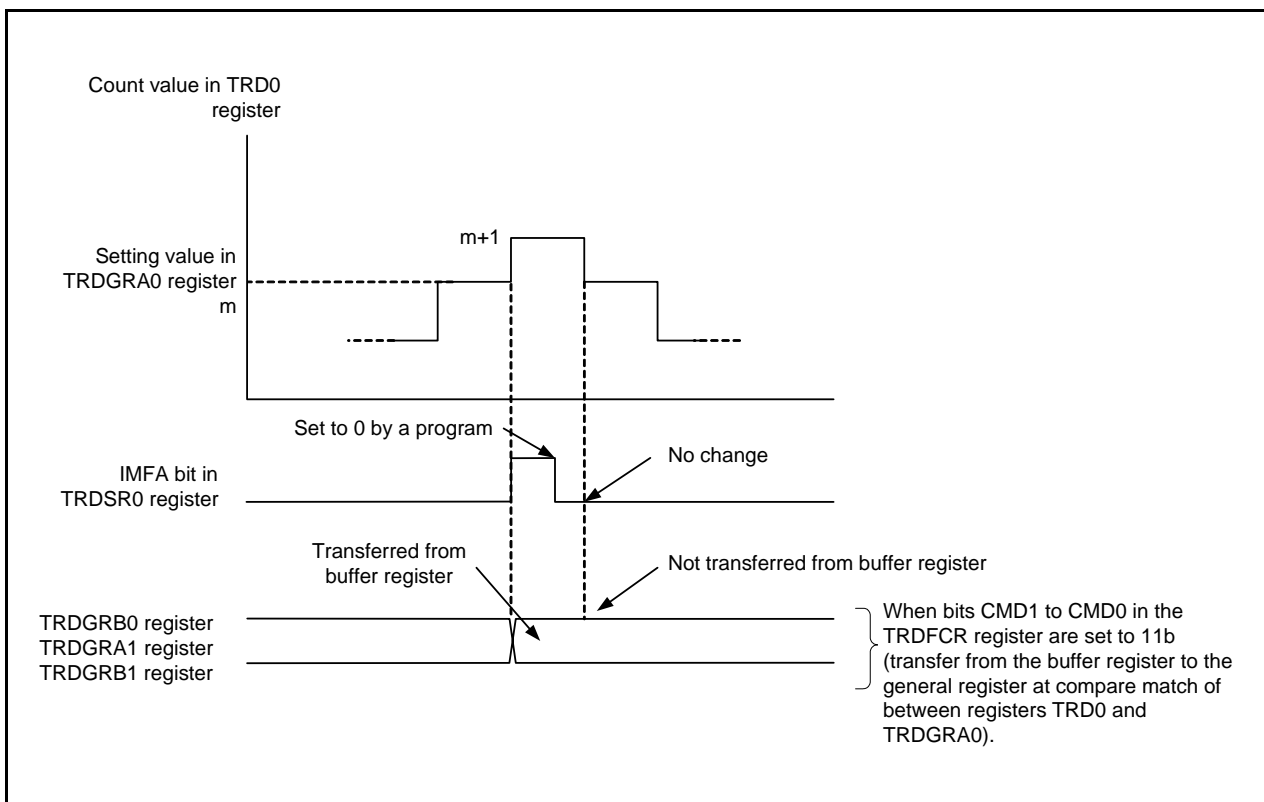 Count value in TRD0
register
m+1
Setting value in
TRDGRA0 register
m
Set to 0 by a program
No change
IMFA bit in
TRDSR0 register
Transferred from
buffer register
Not transferred from buffer register
TRDGRB0 register
TRDGRA1 register
TRDGRB1 register
When bits CMD1 to CMD0 in the
TRDFCR register are set to 11b
(transfer from the buffer register to the
general register at compare match of
between registers TRD0 and
TRDGRA0).